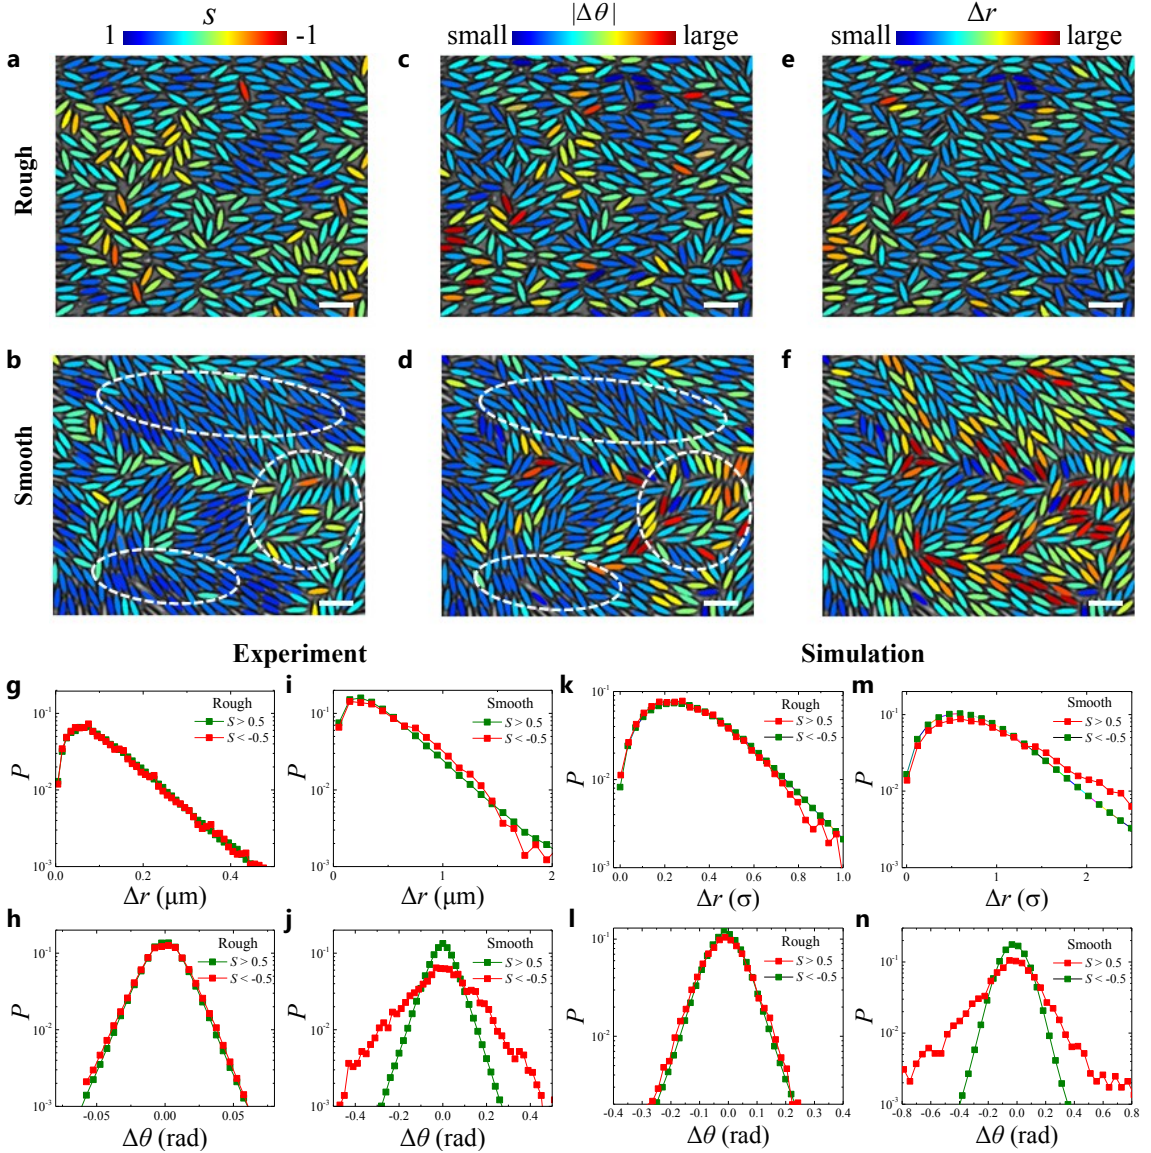 s
1 -1
|Δθ|
small large
Δr
small large
a
c
e
Rough
b
d
f
Smooth
Experiment
Simulation
g
Rough
S > 0.5
S < -0.5
P
10⁻¹
10⁻²
10⁻³
0.0 0.2 0.4
Δr (μm)
i
Smooth
S > 0.5
S < -0.5
0 1 2
Δr (μm)
k
Rough
S > 0.5
S < -0.5
P
10⁻¹
10⁻²
10⁻³
0.0 0.2 0.4 0.6 0.8 1.0
Δr (σ)
m
Smooth
S > 0.5
S < -0.5
P
10⁻¹
10⁻²
10⁻³
0 1 2
Δr (σ)
h
Rough
S > 0.5
S < -0.5
P
10⁻¹
10⁻²
10⁻³
-0.05 0.00 0.05
Δθ (rad)
j
Smooth
S > 0.5
S < -0.5
P
10⁻¹
10⁻²
10⁻³
-0.4 -0.2 0.0 0.2 0.4
Δθ (rad)
l
Rough
S > 0.5
S < -0.5
P
10⁻¹
10⁻²
-0.4 -0.3 -0.2 -0.1 0.0 0.1 0.2 0.3 0.4
Δθ (rad)
n
Smooth
S > 0.5
S < -0.5
P
10⁻¹
10⁻²
10⁻³
-0.8 -0.6 -0.4 -0.2 0.0 0.2 0.4 0.6 0.8
Δθ (rad)